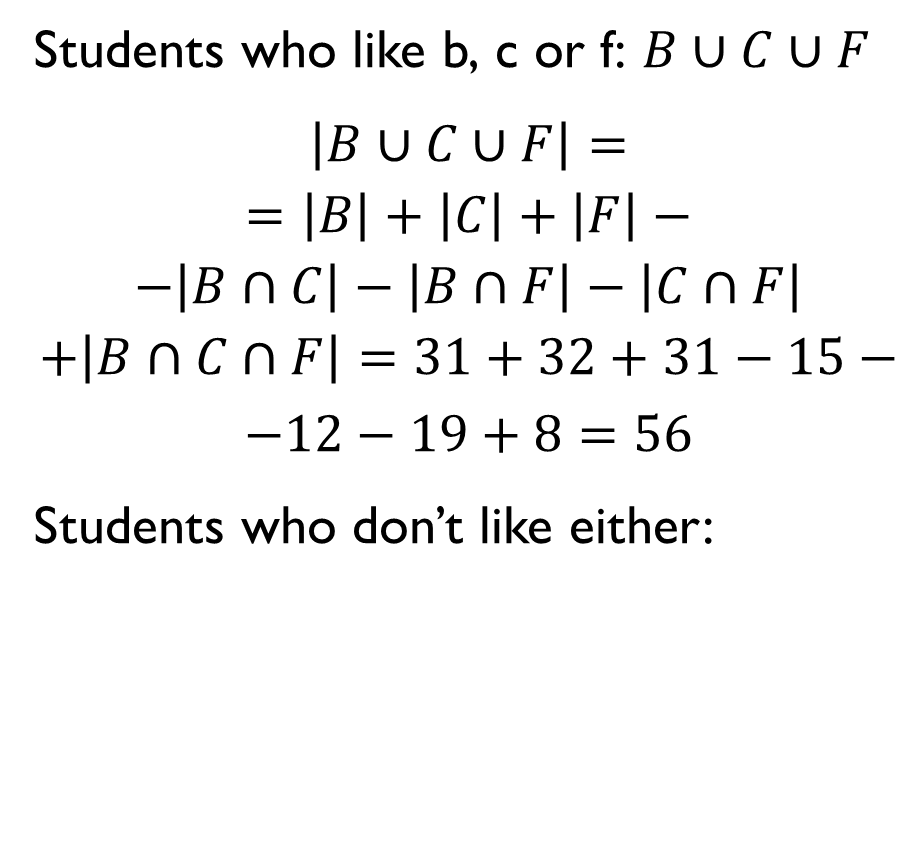 Students who like b, c or f: 𝐵 ∪ 𝐶 ∪ 𝐹
|𝐵 ∪ 𝐶 ∪ 𝐹| =
= |𝐵| + |𝐶| + |𝐹| −
−|𝐵 ∩ 𝐶| − |𝐵 ∩ 𝐹| − |𝐶 ∩ 𝐹|
+|𝐵 ∩ 𝐶 ∩ 𝐹| = 31 + 32 + 31 − 15 −
−12 − 19 + 8 = 56
Students who don’t like either: